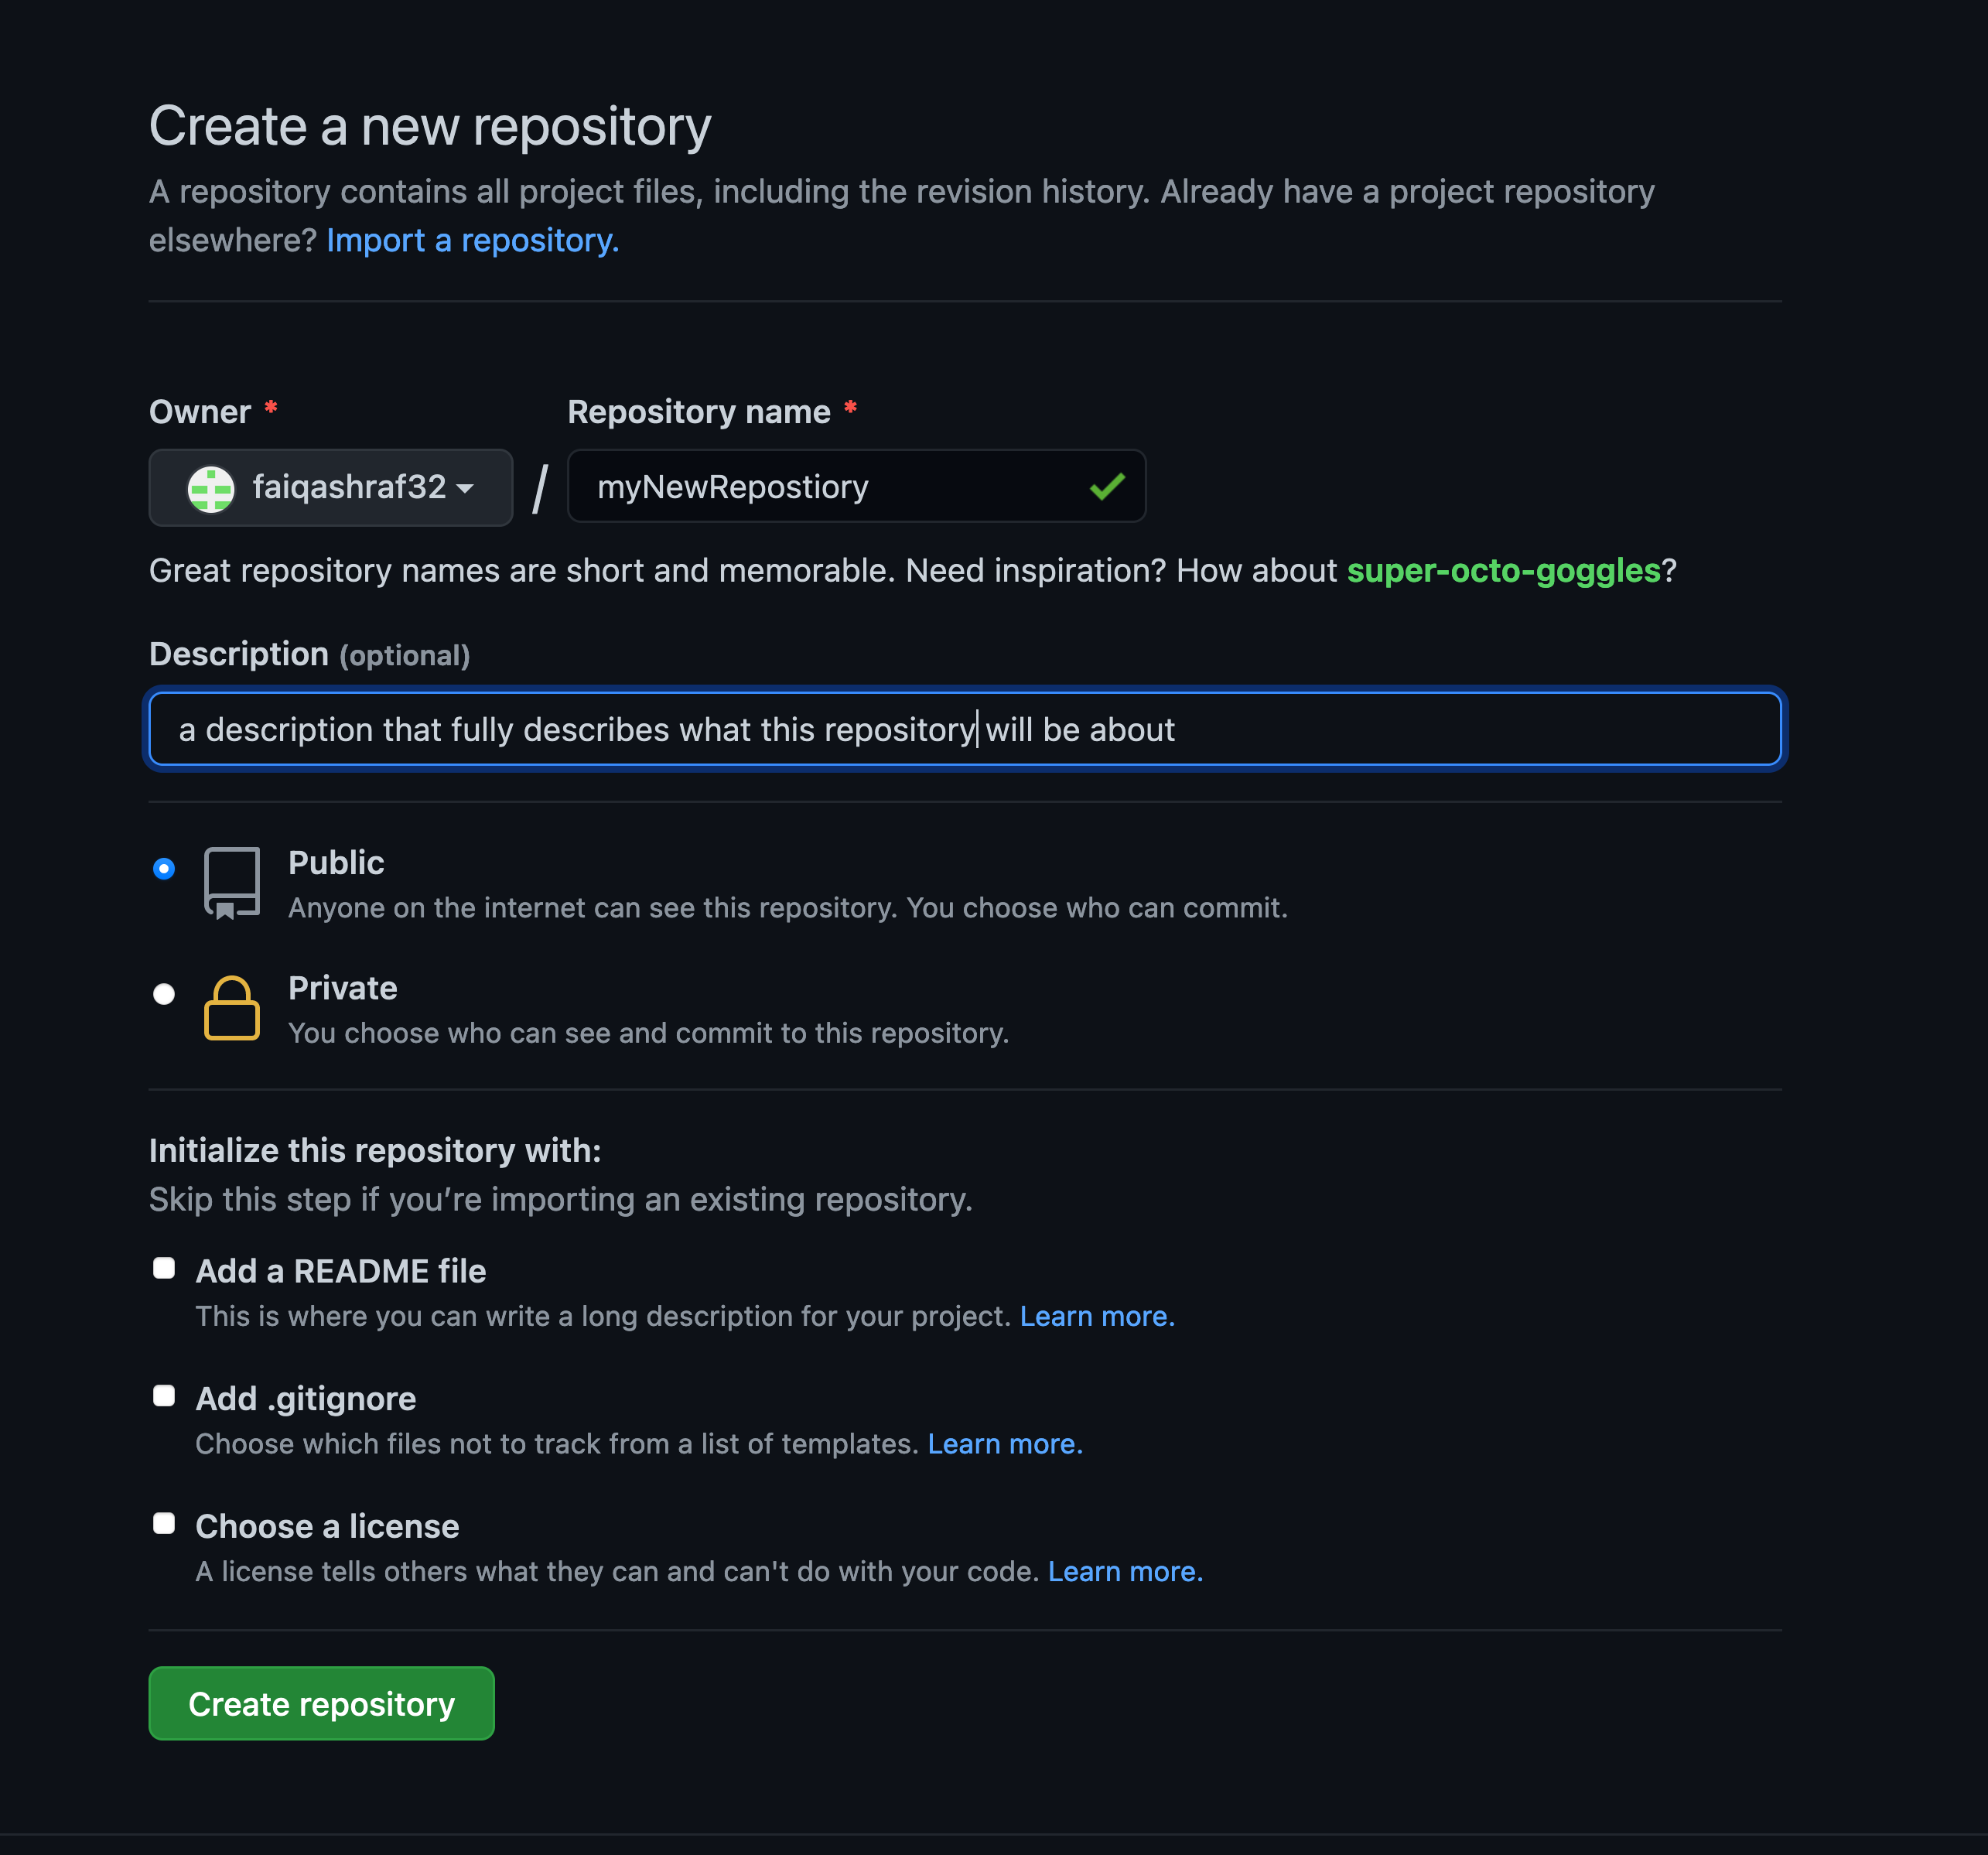 Create a new repository
A repository contains all project files, including the revision history. Already have a project repository
elsewhere? Import a repository.
Owner * Repository name *
faiqashraf32 / myNewRepostiory
Great repository names are short and memorable. Need inspiration? How about super-octo-goggles?
Description (optional)
a description that fully describes what this repository will be about
Public
Anyone on the internet can see this repository. You choose who can commit.
Private
You choose who can see and commit to this repository.
Initialize this repository with:
Skip this step if you’re importing an existing repository.
Add a README file
This is where you can write a long description for your project. Learn more.
Add .gitignore
Choose which files not to track from a list of templates. Learn more.
Choose a license
A license tells others what they can and can't do with your code. Learn more.
Create repository